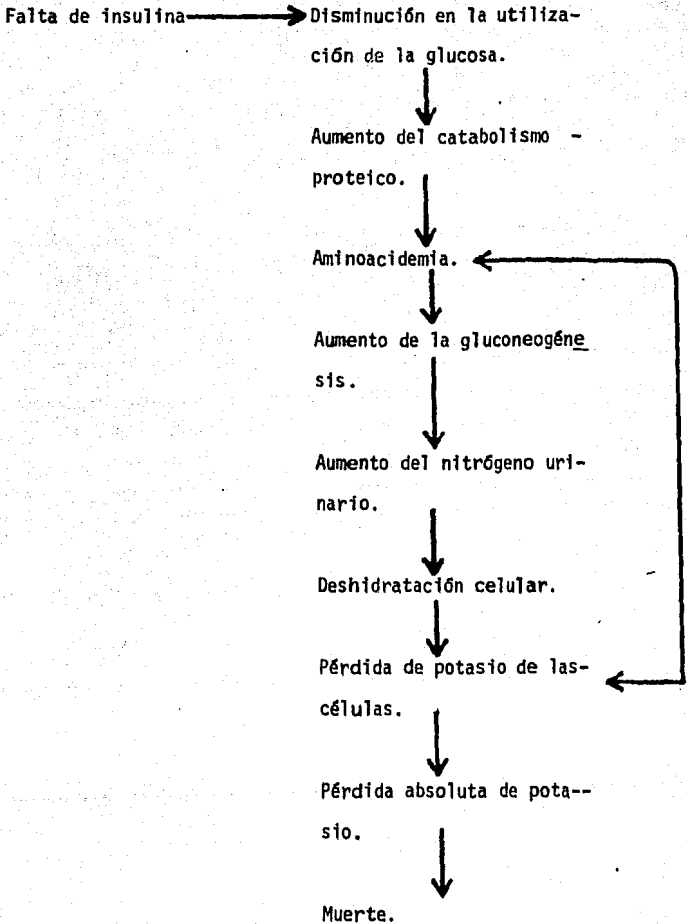 Falta de insulina Disminución en la utiliza-
ción de la glucosa.
Aumento del catabolismo -
proteico.
Aminoacidemia.
Aumento de la gluconeogéne
sis.
Aumento del nitrógeno uri-
nario.
Deshidratación celular.
Pérdida de potasio de las-
células.
Pérdida absoluta de pota--
sio.
Muerte.